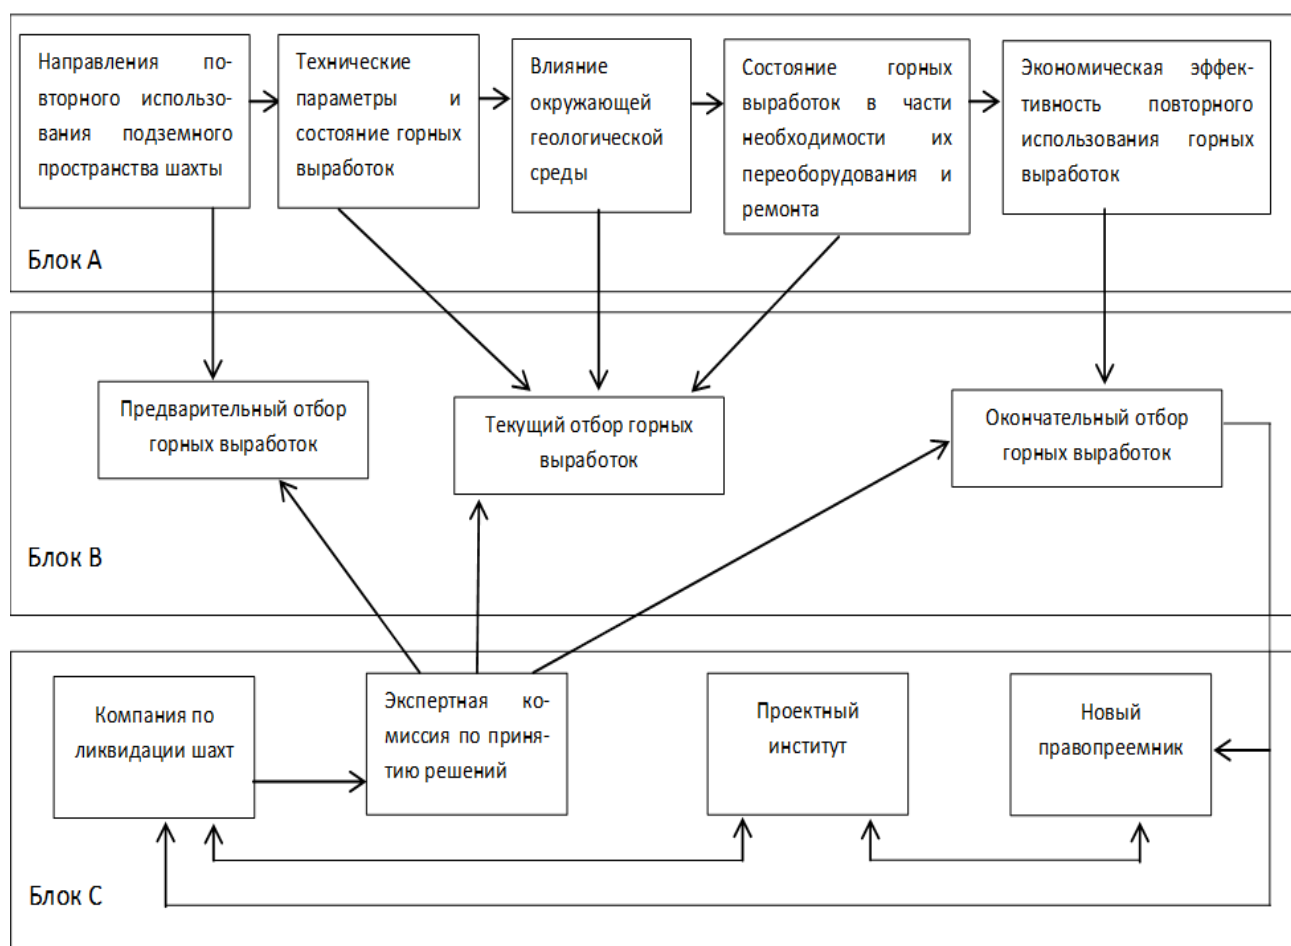 Направления по-
вторного использо-
вания подземного
пространства шахты
Технические
параметры и
состояние горных
выработок
Влияние
окружающей
геологической
среды
Состояние горных
выработок в части
необходимости их
переоборудования и
ремонта
Экономическая эффек-
тивность повторного
использования горных
выработок
Блок А
Предварительный отбор
горных выработок
Текущий отбор горных
выработок
Окончательный отбор
горных выработок
Блок В
Компания по
ликвидации шахт
Экспертная ко-
миссия по приня-
тию решений
Проектный
институт
Новый
правопреемник
Блок С